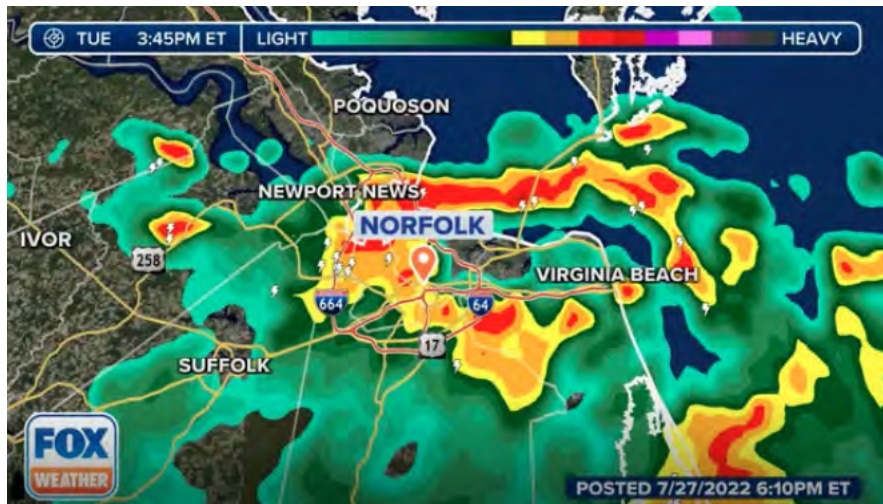 TUE 3:45PM ET LIGHT HEAVY
POQUOSON
NEWPORT NEWS
NORFOLK
IVOR
258
VIRGINIA BEACH
664
64
17
SUFFOLK
FOX
WEATHER
POSTED 7/27/2022 6:10PM ET